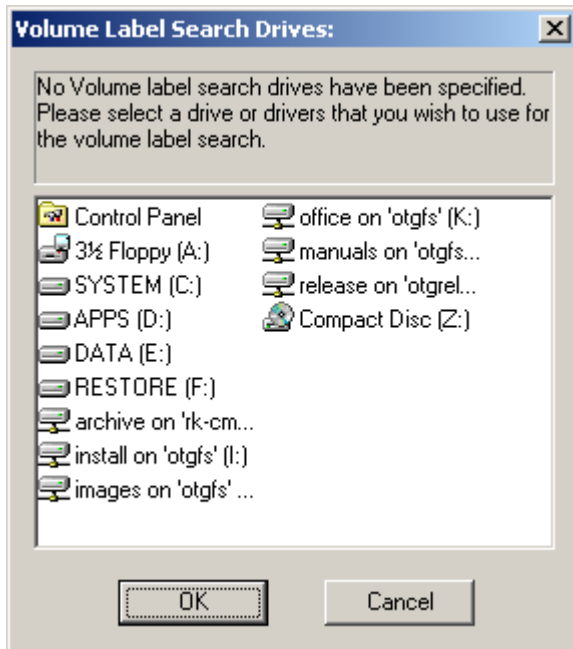 Volume Label Search Drives:
No Volume label search drives have been specified.
Please select a drive or drivers that you wish to use for
the volume label search.
Control Panel
3½ Floppy (A:)
SYSTEM (C:)
APPS (D:)
DATA (E:)
RESTORE (F:)
archive on 'rk-cm...
install on 'otgfs' (I:)
images on 'otgfs' ...
office on 'otgfs' (K:)
manuals on 'otgfs...
release on 'otgrel...
Compact Disc (Z:)
OK
Cancel